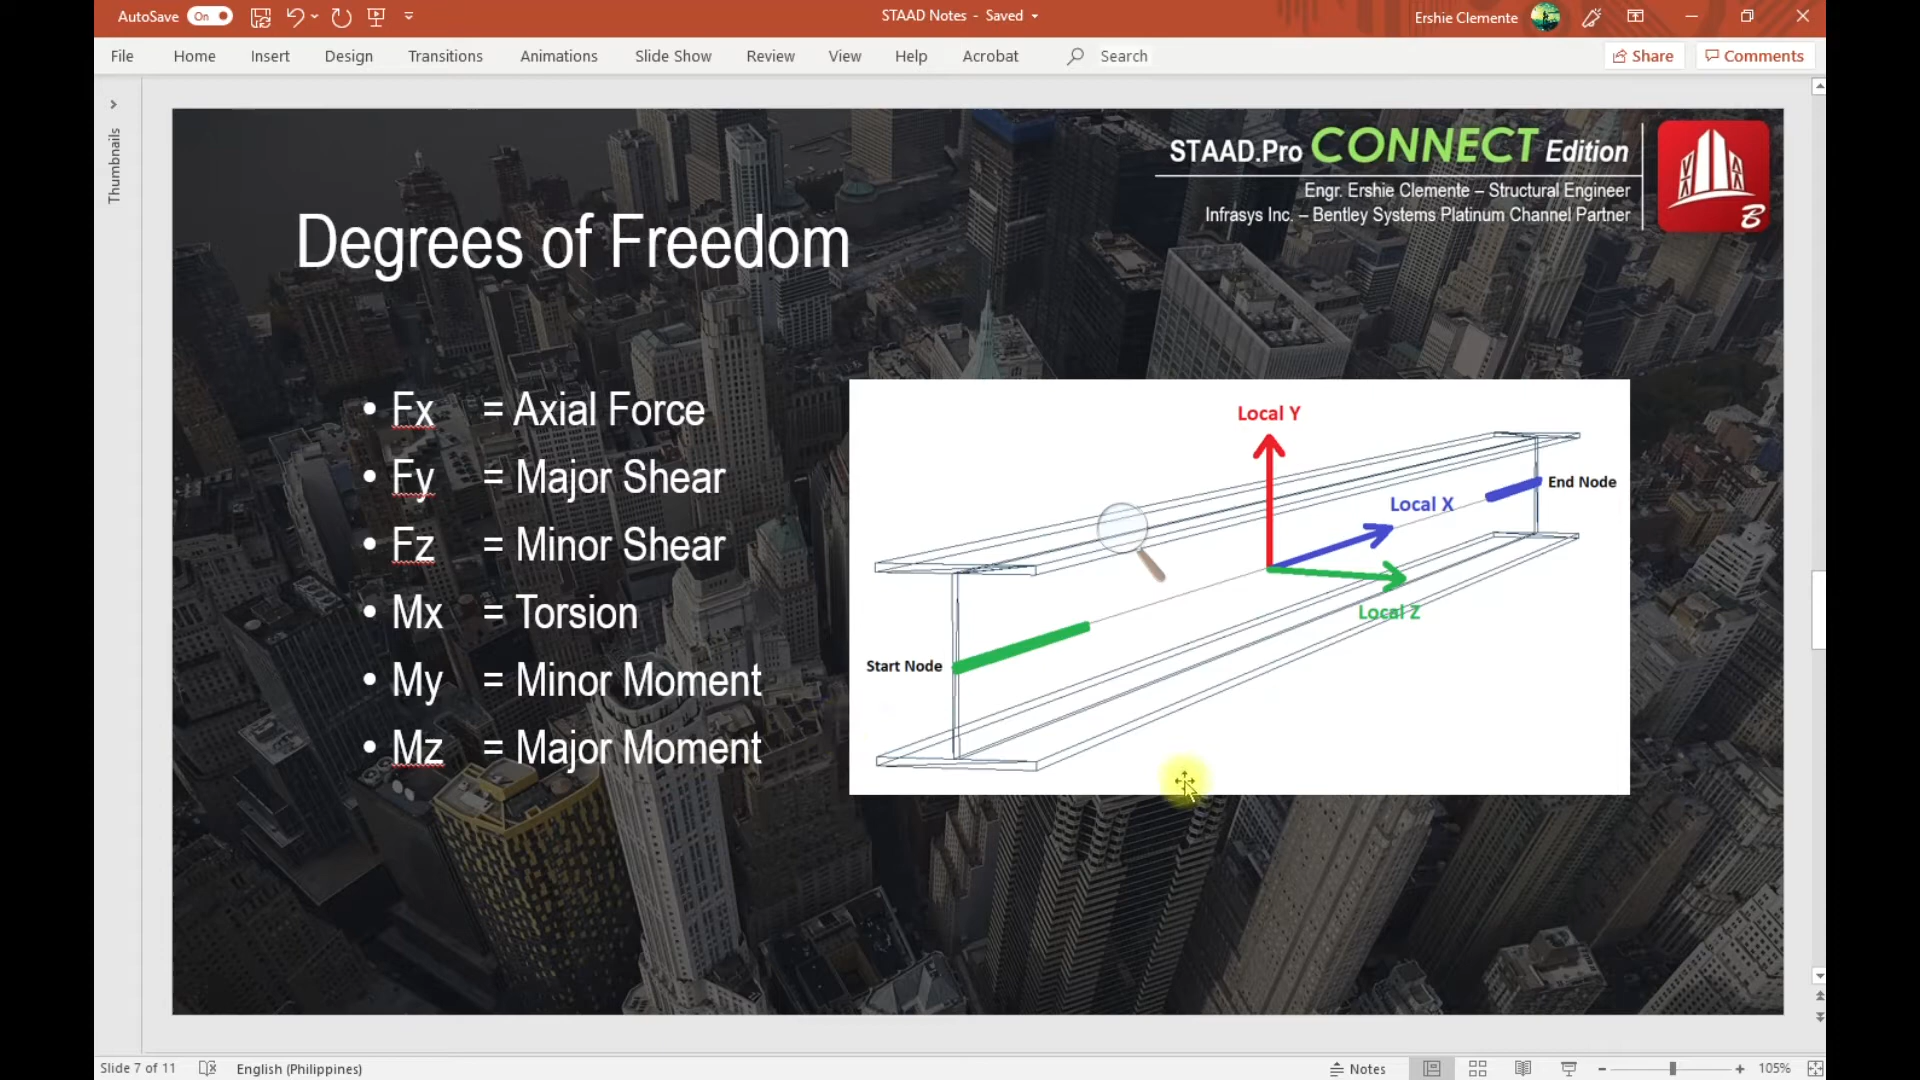 AutoSave On STAAD Notes - Saved Ershie Clemente
File Home Insert Design Transitions Animations Slide Show Review View Help Acrobat Search Share Comments
Thumbnails
STAAD.Pro CONNECT Edition
Engr. Ershie Clemente – Structural Engineer
Infrasys Inc. – Bentley Systems Platinum Channel Partner
B
Degrees of Freedom
• Fx = Axial Force
• Fy = Major Shear
• Fz = Minor Shear
• Mx = Torsion
• My = Minor Moment
• Mz = Major Moment
Local Y
End Node
Local X
Local Z
Start Node
Slide 7 of 11 English (Philippines) Notes 105%